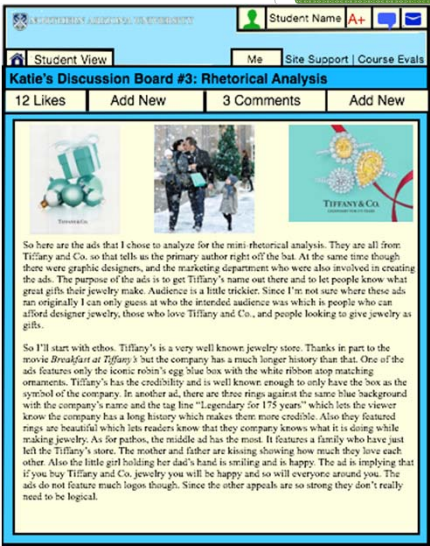 NORTHERN ARIZONA UNIVERSITY
Student Name A+
Student View
Me Site Support | Course Evals
Katie's Discussion Board #3: Rhetorical Analysis
12 Likes Add New 3 Comments Add New
TIFFANY & CO.
TIFFANY & CO.
So here are the ads that I chose to analyze for the mini-rhetorical analysis. They are all from
Tiffany and Co. so that tells us the primary author right off the bat. At the same time though
there were graphic designers, and the marketing department who were also involved in creating
the ads. The purpose of the ads is to get Tiffany's name out there and to let people know what
great gifts their jewelry make. Audience is a little trickier. Since I'm not sure where these ads
ran originally I can only guess at who the intended audience was which is people who can
afford designer jewelry, those who love Tiffany and Co., and people looking to give jewelry as
gifts.
So I'll start with ethos. Tiffany's is a very well known jewelry store. Thanks in part to the
movie Breakfast at Tiffany's but the company has a much longer history than that. One of the
ads features only the iconic robin's egg blue box with the white ribbon atop matching
ornaments. Tiffany's has the credibility and is well known enough to only have the box as the
symbol of the company. In another ad, there are three rings against the same blue background
with the company's name and the tag line "Legendary for 175 years" which lets the viewer
know the company has a long history which makes them more credible. Also they featured
rings are beautiful which lets readers know that they company knows what it is doing while
making jewelry. As for pathos, the middle ad has the most. It features a family who have just
left the Tiffany's store. The mother and father are kissing showing how much they love each
other. Also the little girl holding her dad's hand is smiling and is happy. The ad is implying that
if you buy Tiffany and Co. jewelry you will be happy and so will everyone around you. The
ads do not feature much logos though. Since the other appeals are so strong they don't really
need to be logical.